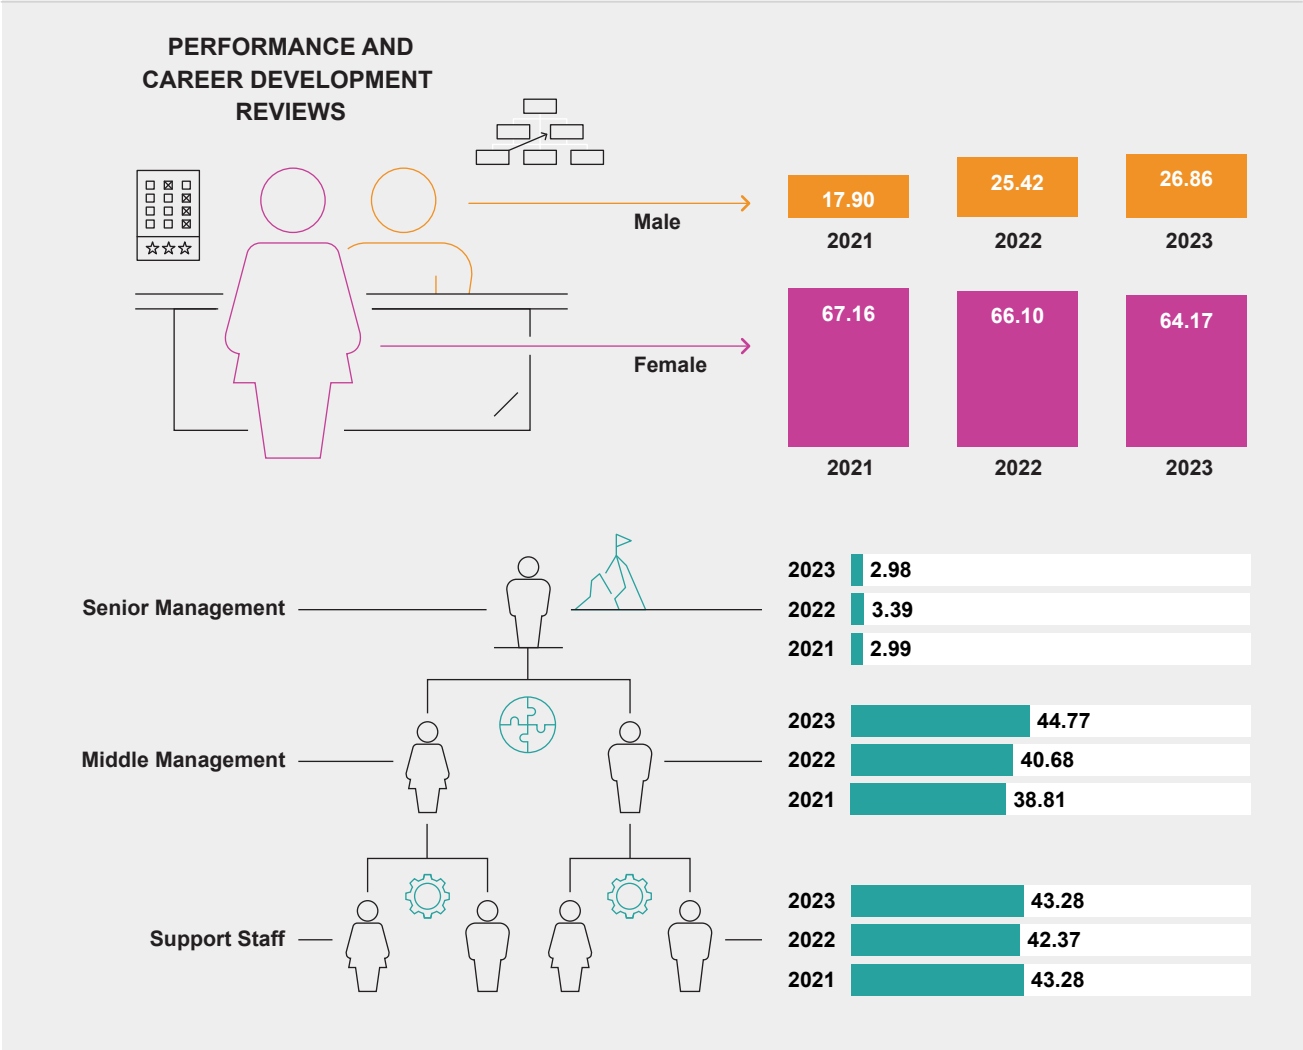 PERFORMANCE AND
CAREER DEVELOPMENT
REVIEWS
Male
17.90
25.42
26.86
2021
2022
2023
Female
67.16
66.10
64.17
2021
2022
2023
Senior Management
2023 2.98
2022 3.39
2021 2.99
Middle Management
2023 44.77
2022 40.68
2021 38.81
Support Staff
2023 43.28
2022 42.37
2021 43.28